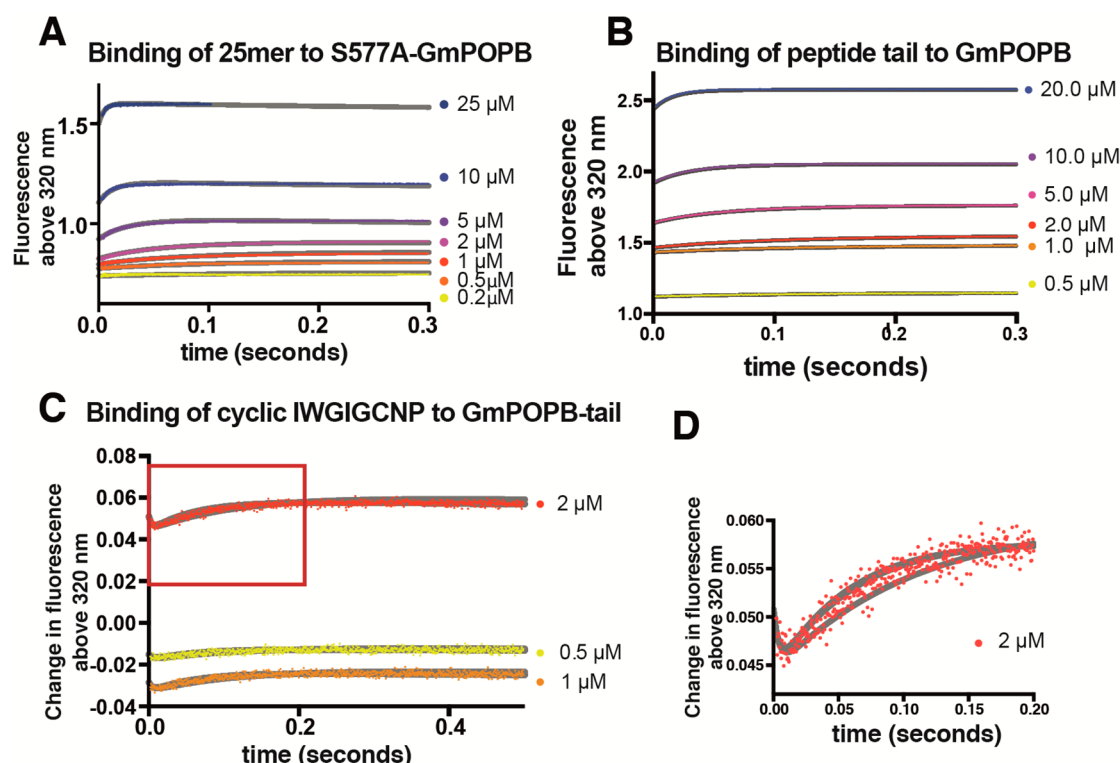 A
Binding of 25mer to S577A-GmPOPB
Fluorescence
above 320 nm
1.5
1.0
25 µM
10 µM
5 µM
2 µM
1 µM
0.5µM
0.2µM
0.0
0.1
0.2
0.3
time (seconds)
B
Binding of peptide tail to GmPOPB
Fluorescence
above 320 nm
2.5
2.0
1.5
1.0
20.0 µM
10.0 µM
5.0 µM
2.0 µM
1.0 µM
0.5 µM
0.0
0.1
0.2
0.3
time (seconds)
C
Binding of cyclic IWGIGCNP to GmPOPB-tail
Change in fluorescence
above 320 nm
0.08
0.06
0.04
0.02
0.00
-0.02
-0.04
2 µM
0.5 µM
1 µM
0.0
0.2
0.4
time (seconds)
D
Change in fluorescence
above 320 nm
0.060
0.055
0.050
0.045
2 µM
0.00
0.05
0.10
0.15
0.20
time (seconds)